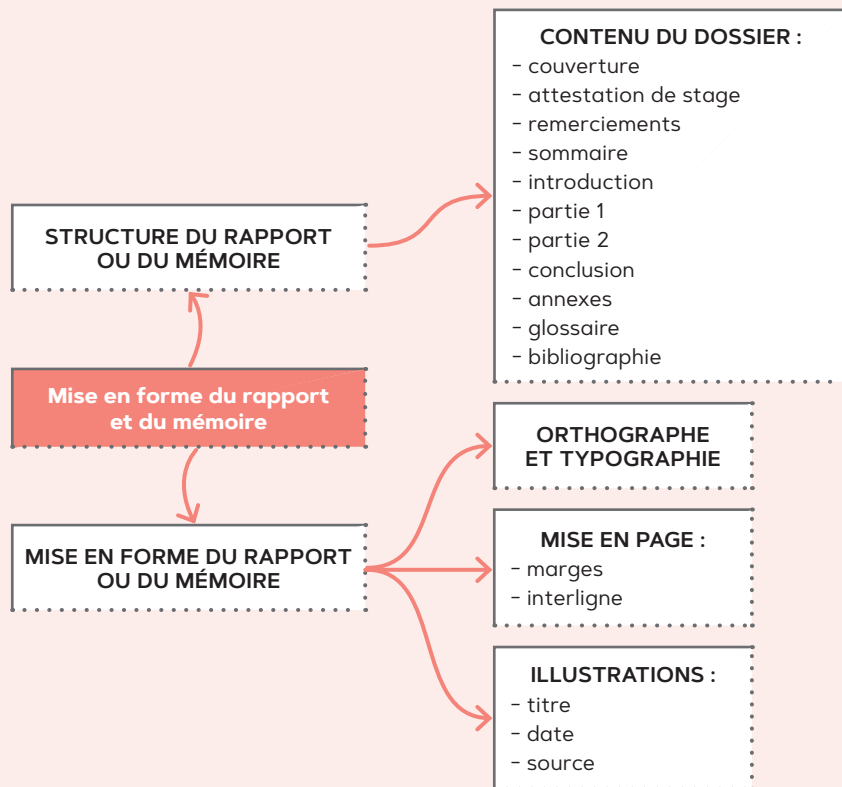 CONTENU DU DOSSIER :
- couverture
- attestation de stage
- remerciements
- sommaire
- introduction
- partie 1
- partie 2
- conclusion
- annexes
- glossaire
- bibliographie
STRUCTURE DU RAPPORT
OU DU MÉMOIRE
Mise en forme du rapport
et du mémoire
MISE EN FORME DU RAPPORT
OU DU MÉMOIRE
ORTHOGRAPHE
ET TYPOGRAPHIE
MISE EN PAGE :
- marges
- interligne
ILLUSTRATIONS :
- titre
- date
- source